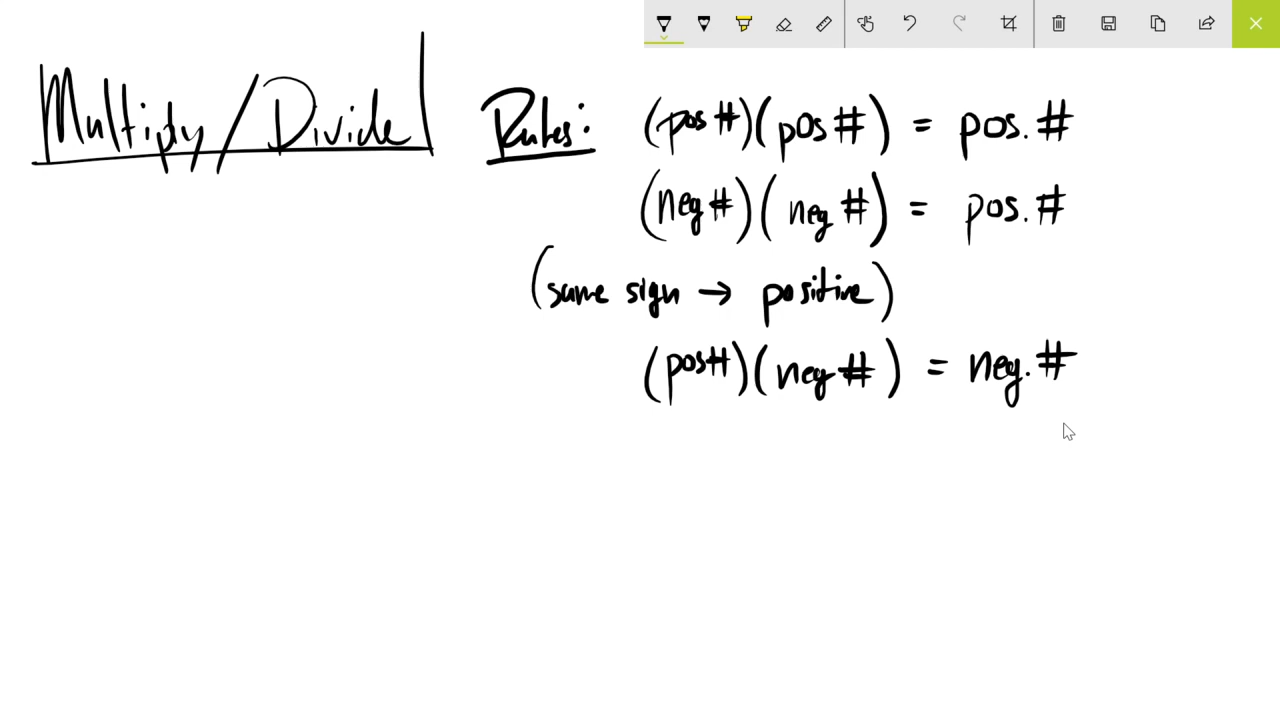 Multiply/Divide Rules: (pos #)(pos #) = pos. #
(neg #)(neg #) = pos. #
(same sign → positive)
(pos #)(neg #) = neg. #